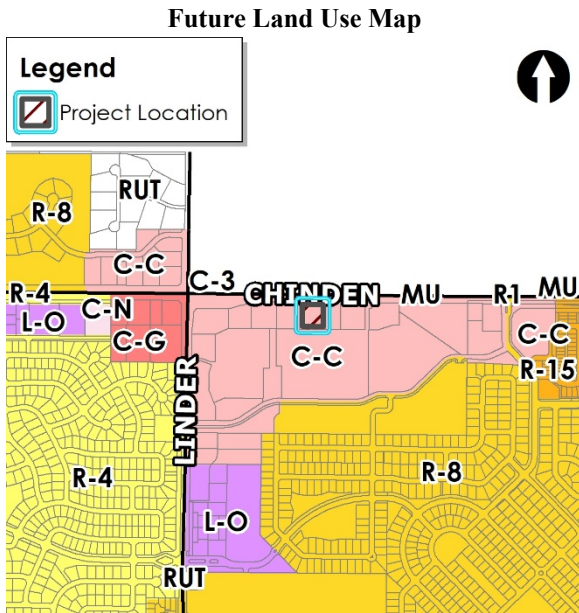 Future Land Use Map
Legend
Project Location
RUT
R-8
C-C
C-3
CHINDEN
MU
R1
MU
R-4
C-N
L-O
C-G
C-C
C-C
R-15
LINDER
R-4
R-8
L-O
RUT